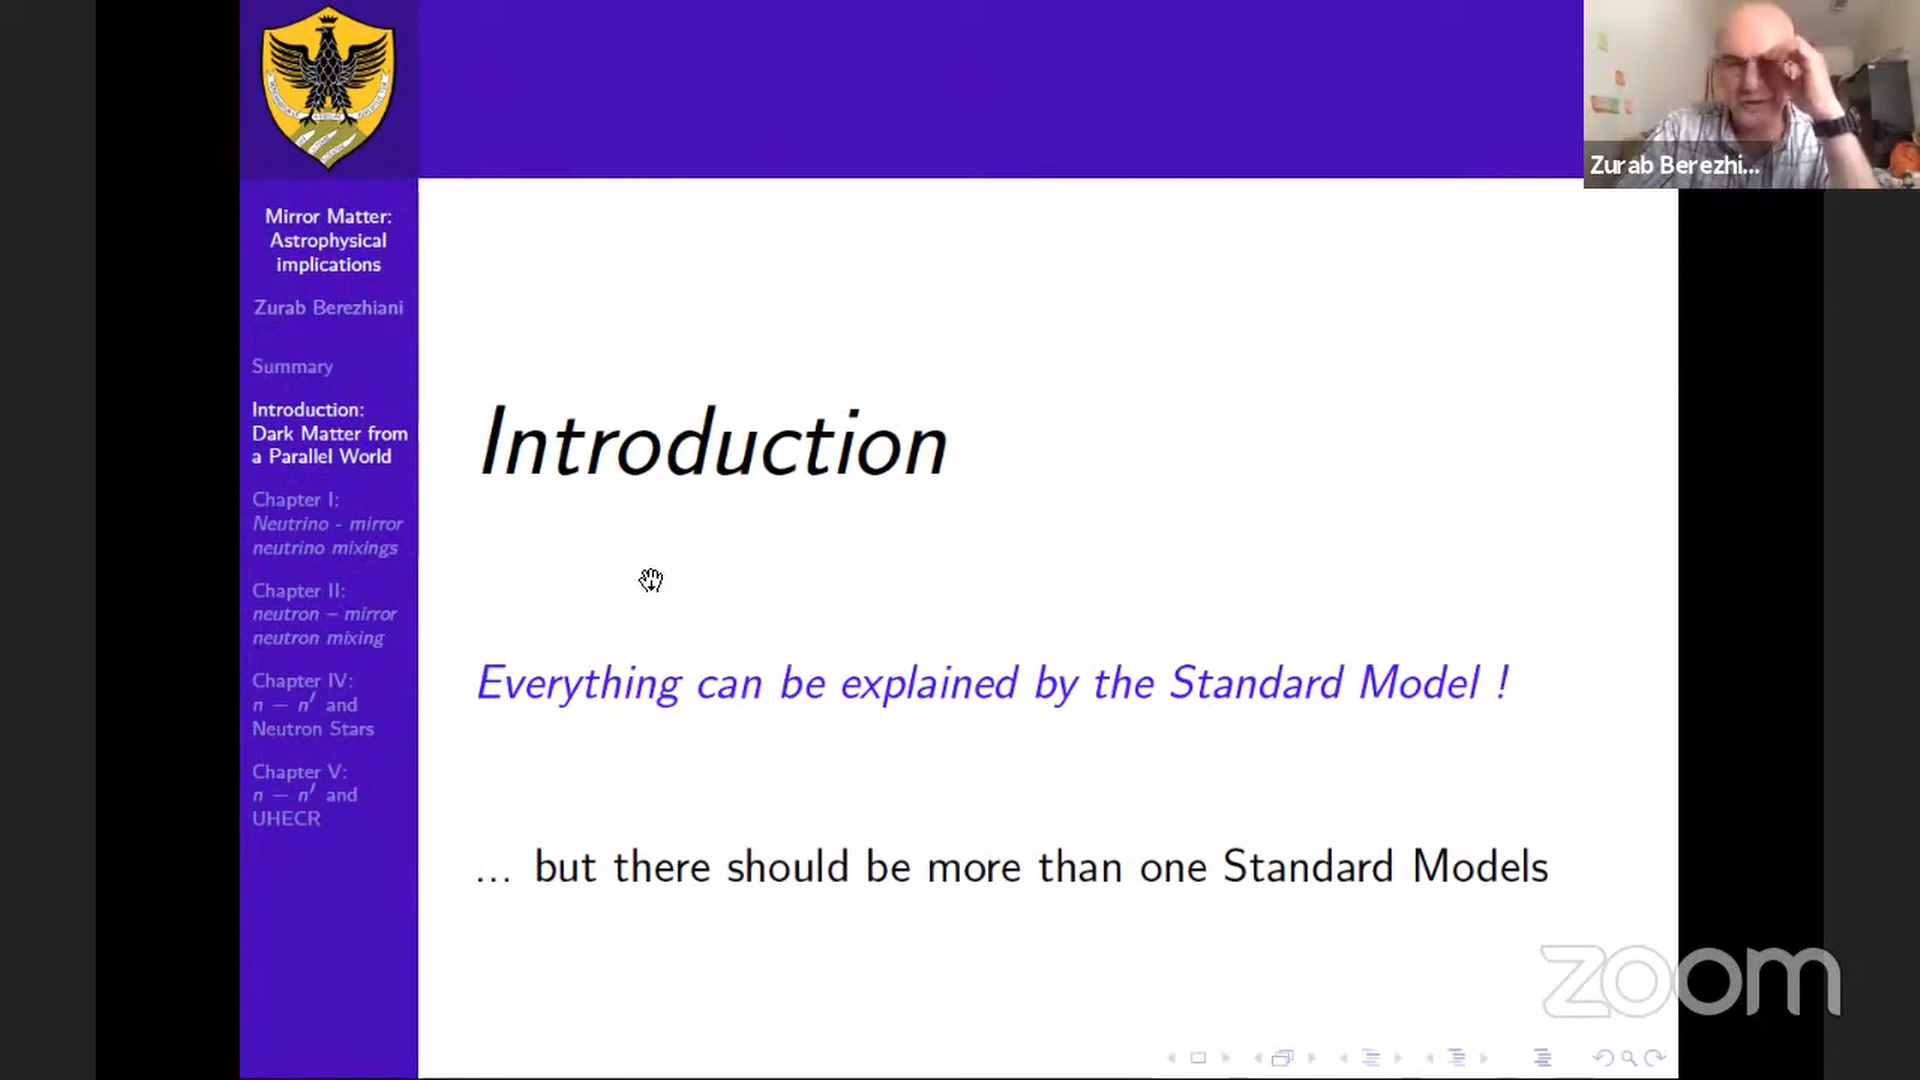 Mirror Matter:
Astrophysical
implications
Zurab Berezhiani
Summary
Introduction:
Dark Matter from
a Parallel World
Chapter I:
Neutrino - mirror
neutrino mixings
Chapter II:
neutron – mirror
neutron mixing
Chapter IV:
n – n′ and
Neutron Stars
Chapter V:
n – n′ and
UHECR
Introduction
Everything can be explained by the Standard Model !
... but there should be more than one Standard Models
Zurab Berezhi...
zoom